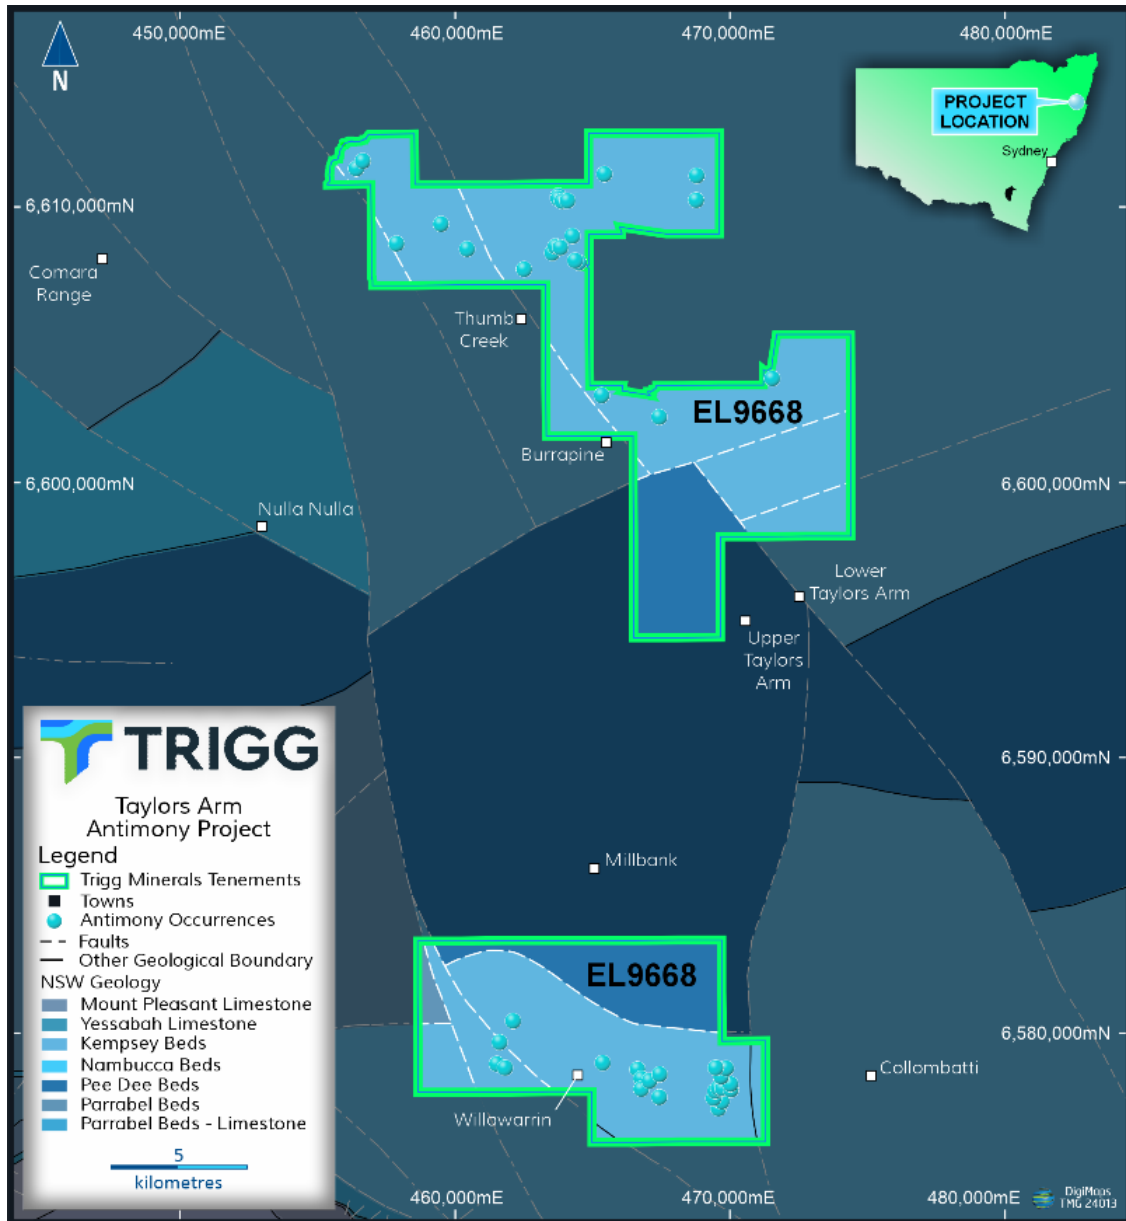 450,000mE
460,000mE
470,000mE
480,000mE
N
PROJECT
LOCATION
Sydney
6,610,000mN
Comara
Range
Thumb
Creek
EL9668
Burrapine
6,600,000mN
6,600,000mN
Nulla Nulla
Lower
Taylors Arm
Upper
Taylors
Arm
6,590,000mN
TRIGG
Taylors Arm
Antimony Project
Legend
Trigg Minerals Tenements
Towns
Antimony Occurrences
Faults
Other Geological Boundary
NSW Geology
Mount Pleasant Limestone
Yessabah Limestone
Kempsey Beds
Nambucca Beds
Pee Dee Beds
Parrabel Beds
Parrabel Beds - Limestone
5
kilometres
Millbank
EL9668
6,580,000mN
Collombatti
Willawarrin
460,000mE
470,000mE
480,000mE
DigiMaps
TMG 24013